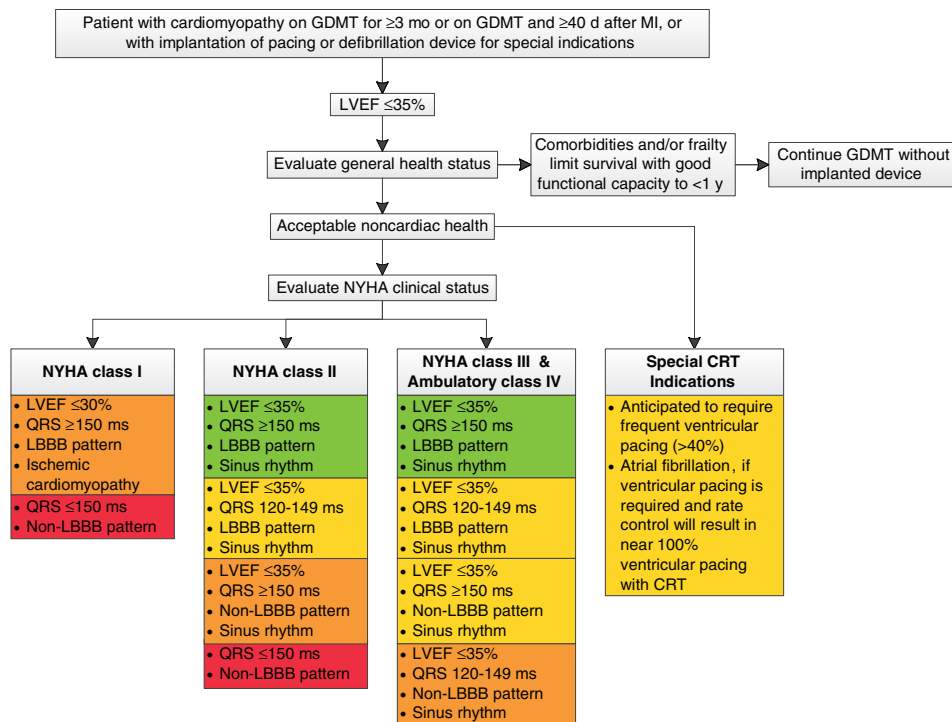 Patient with cardiomyopathy on GDMT for ≥3 mo or on GDMT and ≥40 d after MI, or
with implantation of pacing or defibrillation device for special indications
LVEF ≤35%
Evaluate general health status
Comorbidities and/or frailty
limit survival with good
functional capacity to <1 y
Continue GDMT without
implanted device
Acceptable noncardiac health
Evaluate NYHA clinical status
NYHA class I
• LVEF ≤30%
• QRS ≥150 ms
• LBBB pattern
• Ischemic
cardiomyopathy
• QRS ≤150 ms
• Non-LBBB pattern
NYHA class II
• LVEF ≤35%
• QRS ≥150 ms
• LBBB pattern
• Sinus rhythm
• LVEF ≤35%
• QRS 120-149 ms
• LBBB pattern
• Sinus rhythm
• LVEF ≤35%
• QRS ≥150 ms
• Non-LBBB pattern
• Sinus rhythm
• QRS ≤150 ms
• Non-LBBB pattern
NYHA class III &
Ambulatory class IV
• LVEF ≤35%
• QRS ≥150 ms
• LBBB pattern
• Sinus rhythm
• LVEF ≤35%
• QRS 120-149 ms
• LBBB pattern
• Sinus rhythm
• LVEF ≤35%
• QRS ≥150 ms
• Non-LBBB pattern
• Sinus rhythm
• LVEF ≤35%
• QRS 120-149 ms
• Non-LBBB pattern
• Sinus rhythm
Special CRT
Indications
• Anticipated to require
frequent ventricular
pacing (>40%)
• Atrial fibrillation, if
ventricular pacing is
required and rate
control will result in
near 100%
ventricular pacing
with CRT